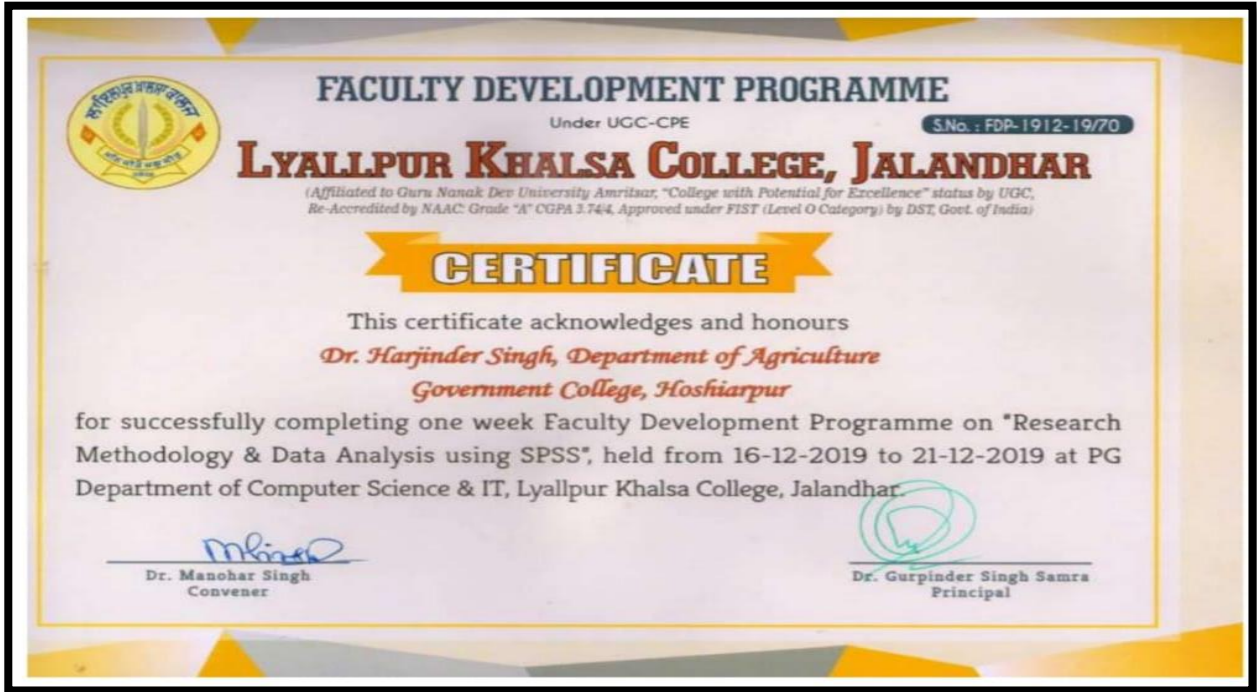 ਲਾਇਲਪੁਰ ਖ਼ਾਲਸਾ ਕਾਲਜ
FACULTY DEVELOPMENT PROGRAMME
Under UGC-CPE
S.No. : FDP-1912-19/70
LYALLPUR KHALSA COLLEGE, JALANDHAR
(Affiliated to Guru Nanak Dev University Amritsar, "College with Potential for Excellence" status by UGC,
Re-Accredited by NAAC: Grade "A" CGPA 3.74/4, Approved under FIST (Level O Category) by DST, Govt. of India)
CERTIFICATE
This certificate acknowledges and honours
Dr. Harjinder Singh, Department of Agriculture
Government College, Hoshiarpur
for successfully completing one week Faculty Development Programme on "Research
Methodology & Data Analysis using SPSS", held from 16-12-2019 to 21-12-2019 at PG
Department of Computer Science & IT, Lyallpur Khalsa College, Jalandhar.
Dr. Manohar Singh
Convener
Dr. Gurpinder Singh Samra
Principal